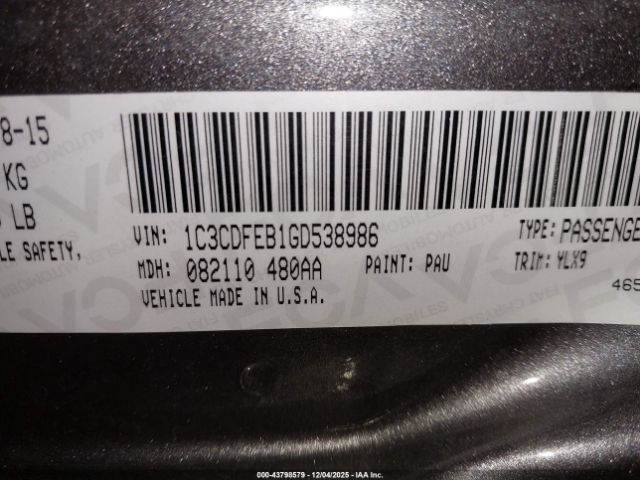 8-15
KG
LB
LE SAFETY,
VIN: 1C3CDFEB1GD538986 TYPE: PASSENGE
MDH: 082110 480AA PAINT: PAU TRIM: YLX9
VEHICLE MADE IN U.S.A.
465
000-43798579 - 12/04/2025 - IAA Inc.